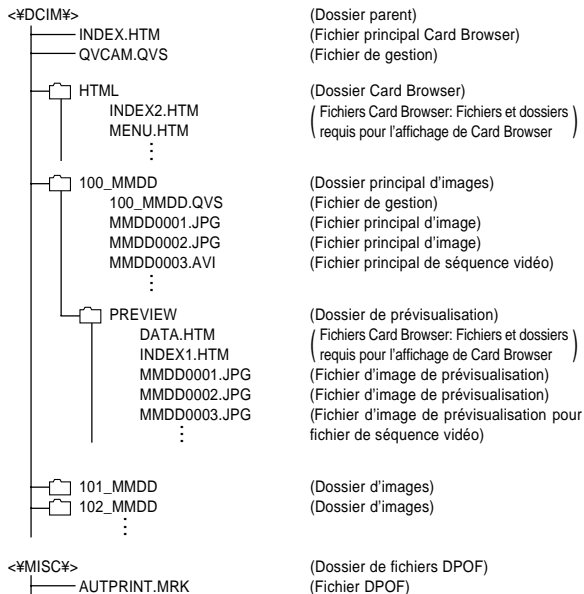 <¥DCIM¥> (Dossier parent)
INDEX.HTM (Fichier principal Card Browser)
QVCAM.QVS (Fichier de gestion)
HTML (Dossier Card Browser)
INDEX2.HTM ( Fichiers Card Browser: Fichiers et dossiers
MENU.HTM requis pour l'affichage de Card Browser )
100_MMDD (Dossier principal d'images)
100_MMDD.QVS (Fichier de gestion)
MMDD0001.JPG (Fichier principal d'image)
MMDD0002.JPG (Fichier principal d'image)
MMDD0003.AVI (Fichier principal de séquence vidéo)
PREVIEW (Dossier de prévisualisation)
DATA.HTM ( Fichiers Card Browser: Fichiers et dossiers
INDEX1.HTM requis pour l'affichage de Card Browser )
MMDD0001.JPG (Fichier d'image de prévisualisation)
MMDD0002.JPG (Fichier d'image de prévisualisation)
MMDD0003.JPG (Fichier d'image de prévisualisation pour
fichier de séquence vidéo)
101_MMDD (Dossier d'images)
102_MMDD (Dossier d'images)
<¥MISC¥> (Dossier de fichiers DPOF)
AUTPRINT.MRK (Fichier DPOF)